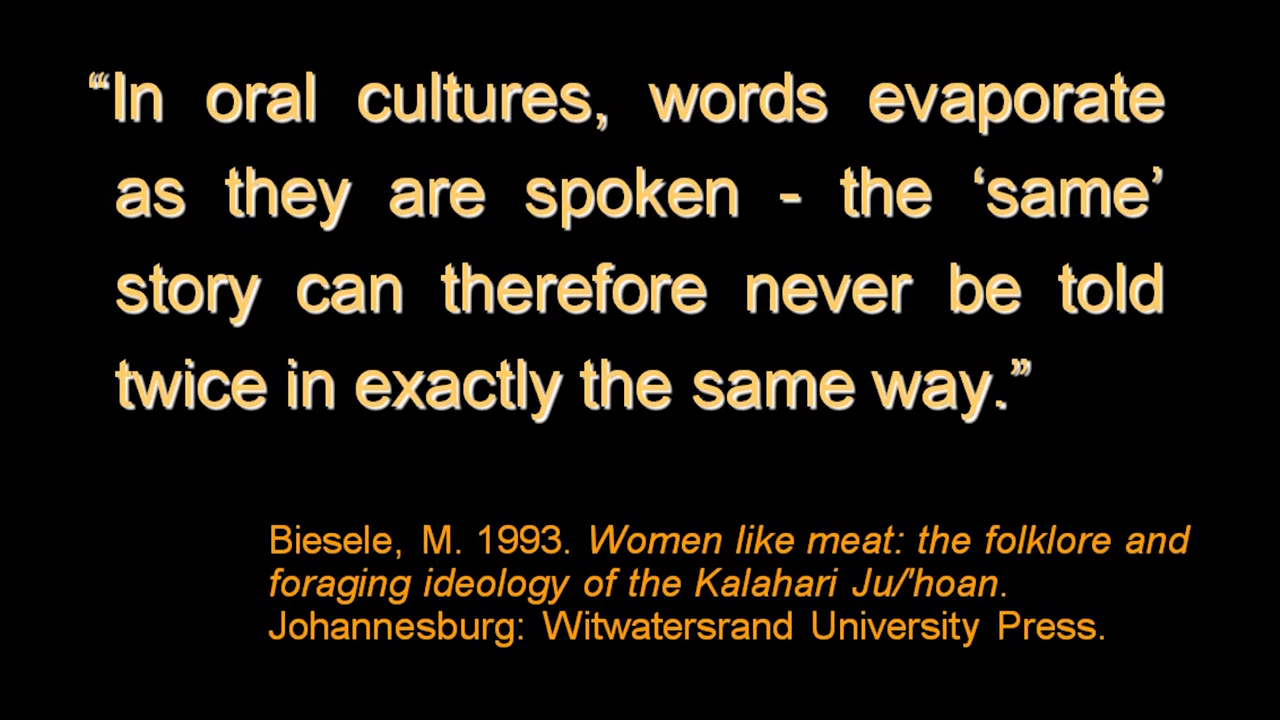 “In oral cultures, words evaporate
as they are spoken - the ‘same’
story can therefore never be told
twice in exactly the same way.”
Biesele, M. 1993. Women like meat: the folklore and
foraging ideology of the Kalahari Ju/'hoan.
Johannesburg: Witwatersrand University Press.